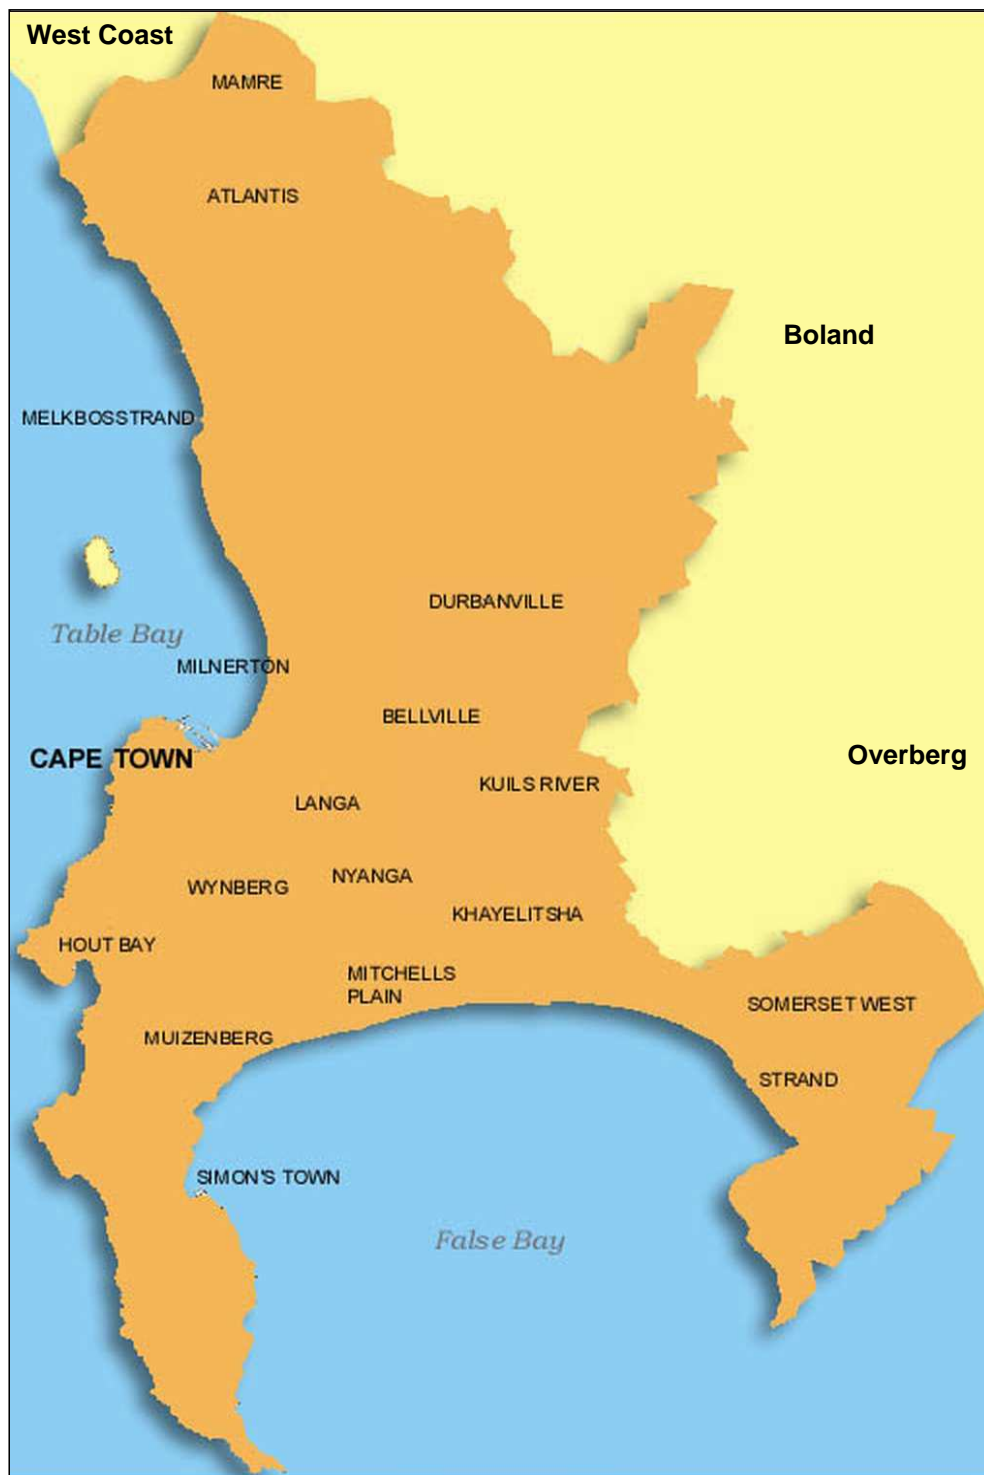 West Coast
MAMRE
ATLANTIS
Boland
MELKBOSSTRAND
DURBANVILLE
Table Bay
MILNERTON
BELLVILLE
CAPE TOWN
Overberg
KUILS RIVER
LANGA
NYANGA
WYNBERG
KHAYELITSHA
HOUT BAY
MITCHELLS
PLAIN
SOMERSET WEST
MUIZENBERG
STRAND
SIMON'S TOWN
False Bay